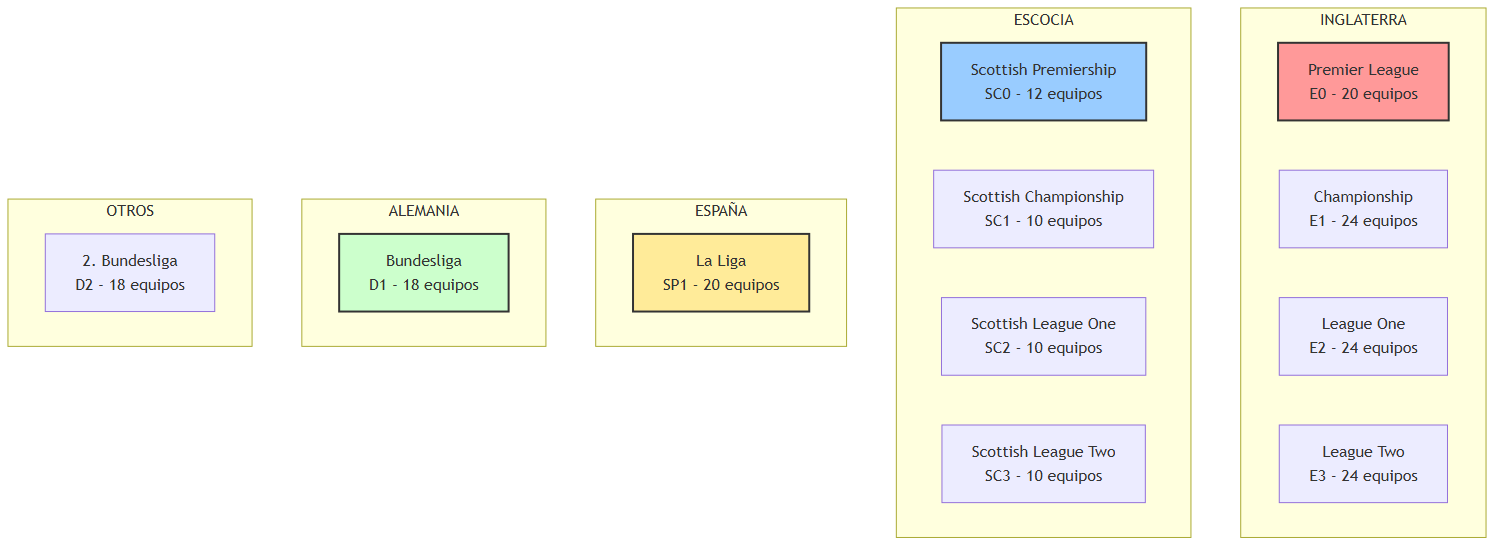 OTROS
2. Bundesliga
D2 - 18 equipos
ALEMANIA
Bundesliga
D1 - 18 equipos
ESPAÑA
La Liga
SP1 - 20 equipos
ESCOCIA
Scottish Premiership
SC0 - 12 equipos
Scottish Championship
SC1 - 10 equipos
Scottish League One
SC2 - 10 equipos
Scottish League Two
SC3 - 10 equipos
INGLATERRA
Premier League
E0 - 20 equipos
Championship
E1 - 24 equipos
League One
E2 - 24 equipos
League Two
E3 - 24 equipos